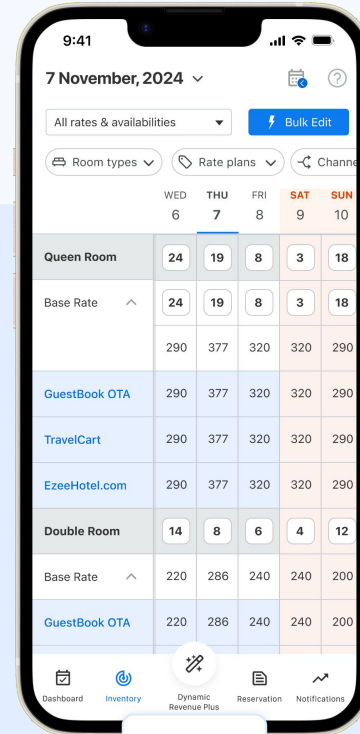 9:41
7 November, 2024
All rates & availabilities
Bulk Edit
Room types
Rate plans
Channe
WED THU FRI SAT SUN
6 7 8 9 10
Queen Room 24 19 8 3 18
Base Rate 24 19 8 3 18
290 377 320 320 290
GuestBook OTA 290 377 320 320 290
TravelCart 290 377 320 320 290
EzeeHotel.com 290 377 320 320 290
Double Room 14 8 6 4 12
Base Rate 220 286 240 240 200
GuestBook OTA 220 286 240 240 200
Dashboard
Inventory
Dynamic
Revenue Plus
Reservation
Notifications